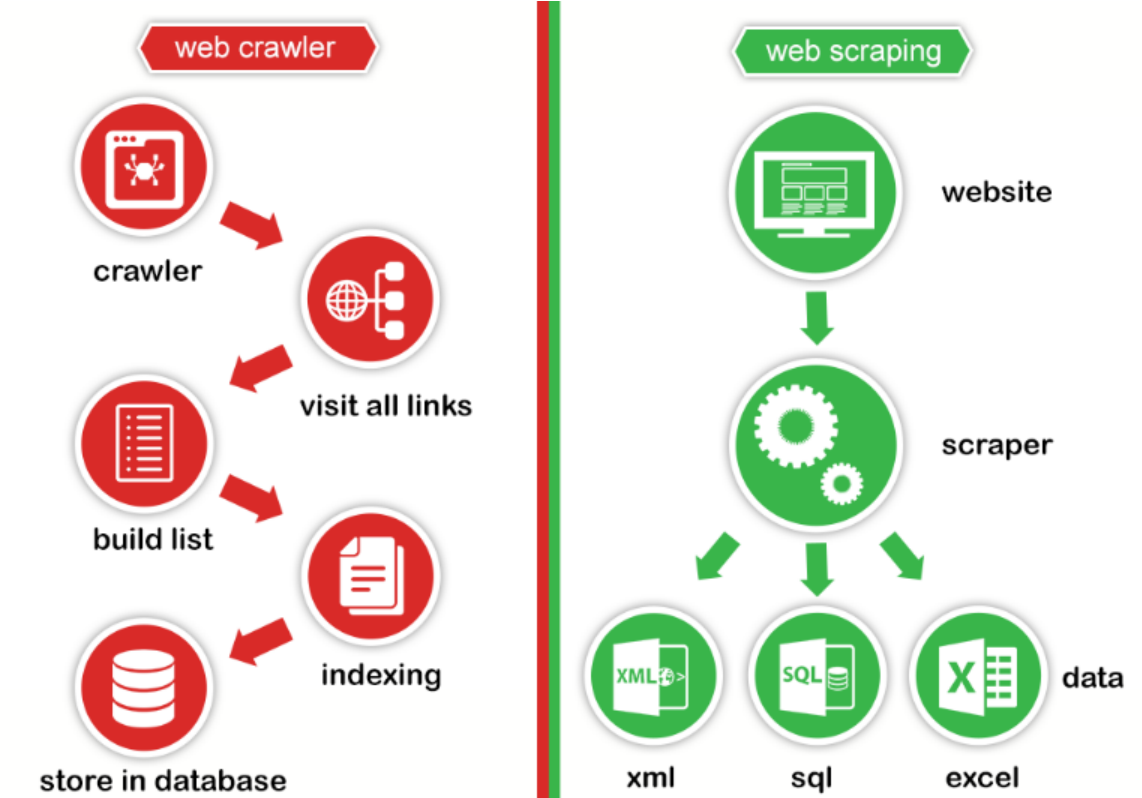 web crawler
crawler
visit all links
build list
indexing
store in database
web scraping
website
scraper
XML
SQL
X
data
xml
sql
excel